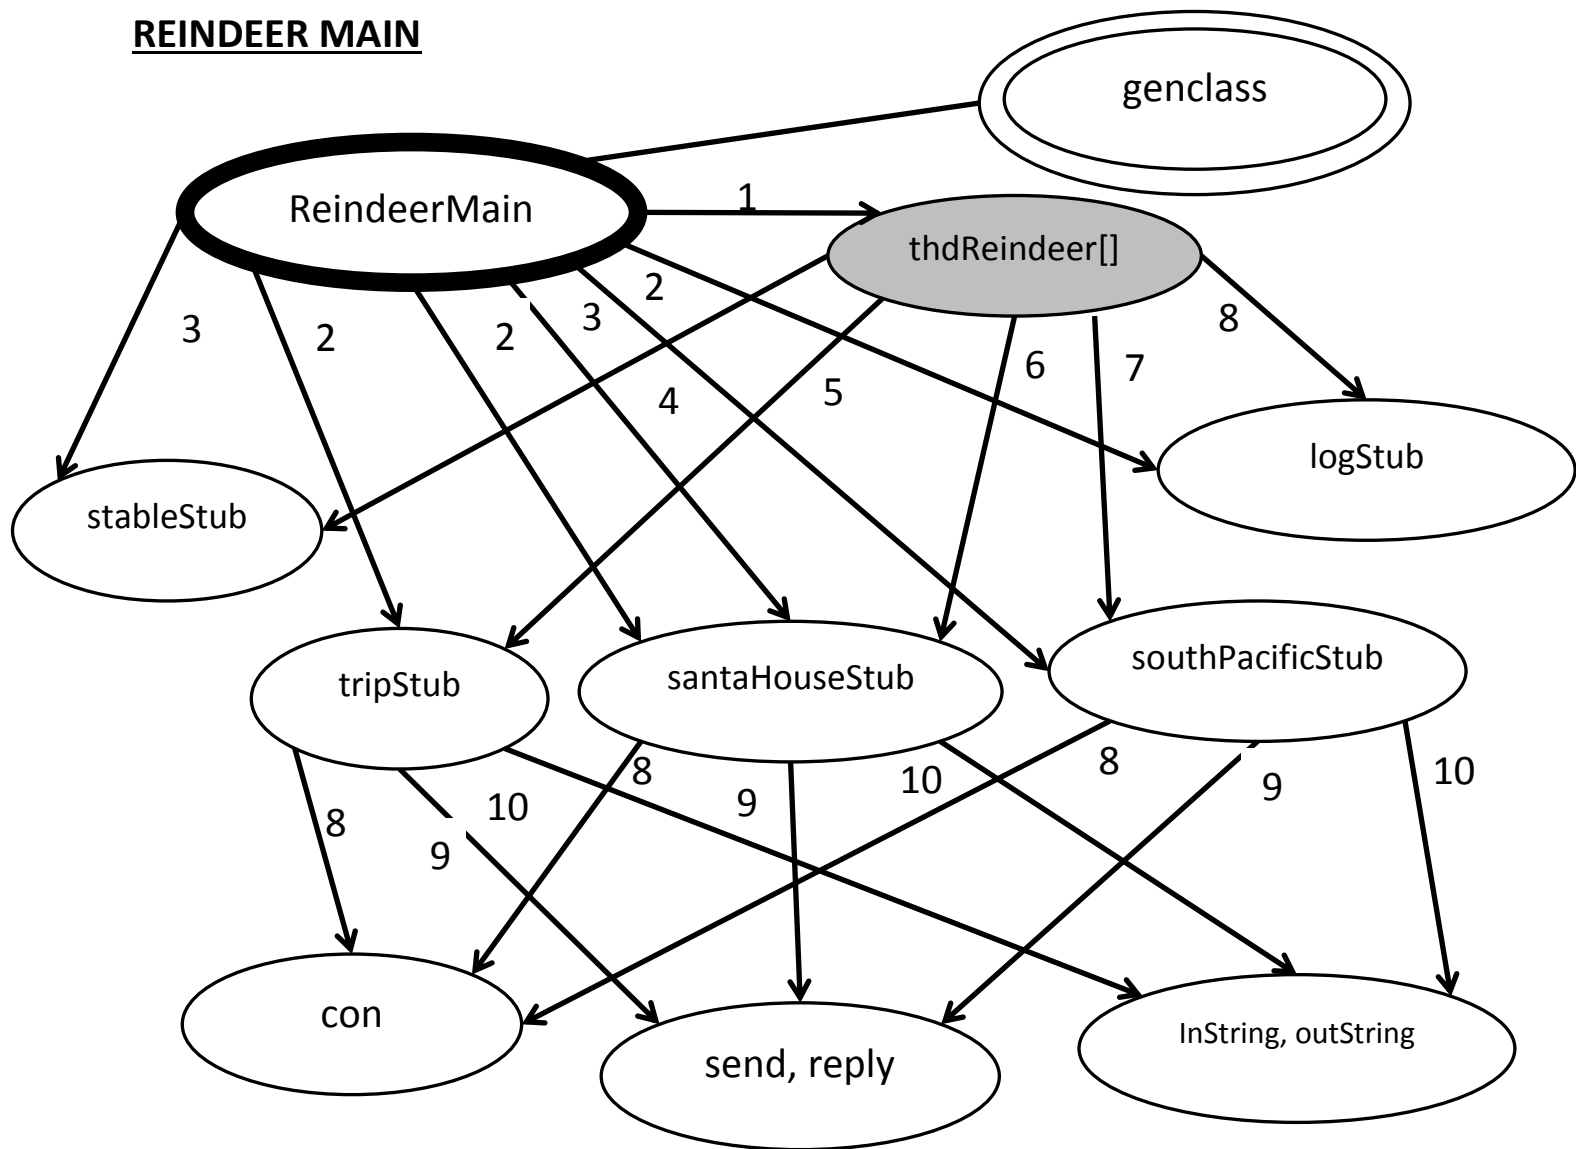 REINDEER MAIN
genclass
ReindeerMain
1
thdReindeer[]
3
2
2
3
2
8
4
5
6
7
logStub
stableStub
tripStub
santaHouseStub
southPacificStub
8
9
10
8
9
10
8
9
10
con
send, reply
InString, outString